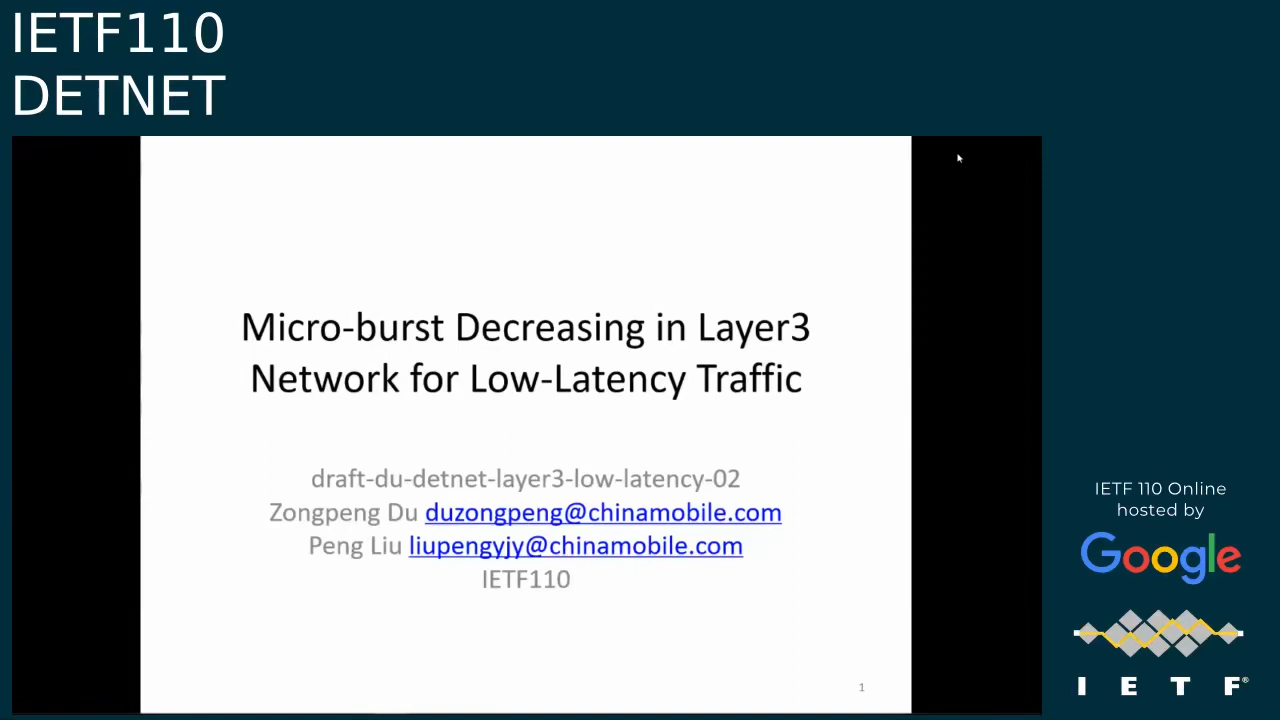 IETF110
DETNET
Micro-burst Decreasing in Layer3
Network for Low-Latency Traffic
draft-du-detnet-layer3-low-latency-02
Zongpeng Du duzongpeng@chinamobile.com
Peng Liu liupengyjy@chinamobile.com
IETF110
1
IETF 110 Online
hosted by
Google
I E T F®